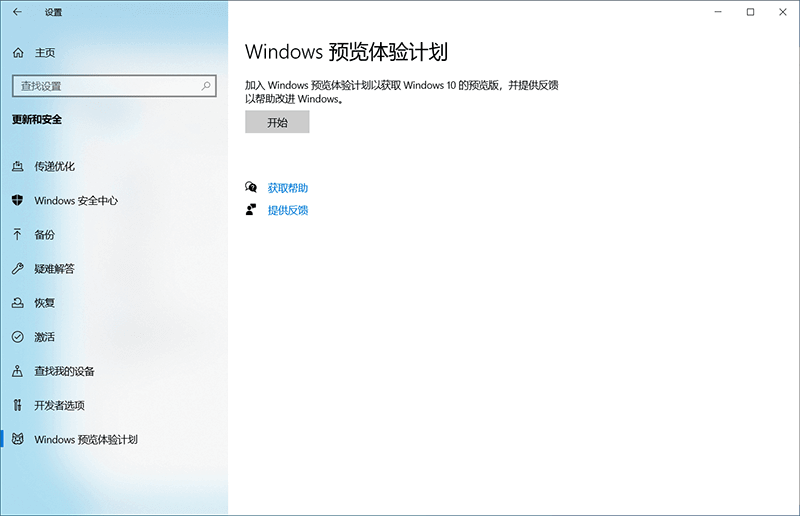 设置
主页
查找设置
更新和安全
传递优化
Windows 安全中心
备份
疑难解答
恢复
激活
查找我的设备
开发者选项
Windows 预览体验计划
Windows 预览体验计划
加入 Windows 预览体验计划以获取 Windows 10 的预览版，并提供反馈
以帮助改进 Windows。
开始
获取帮助
提供反馈